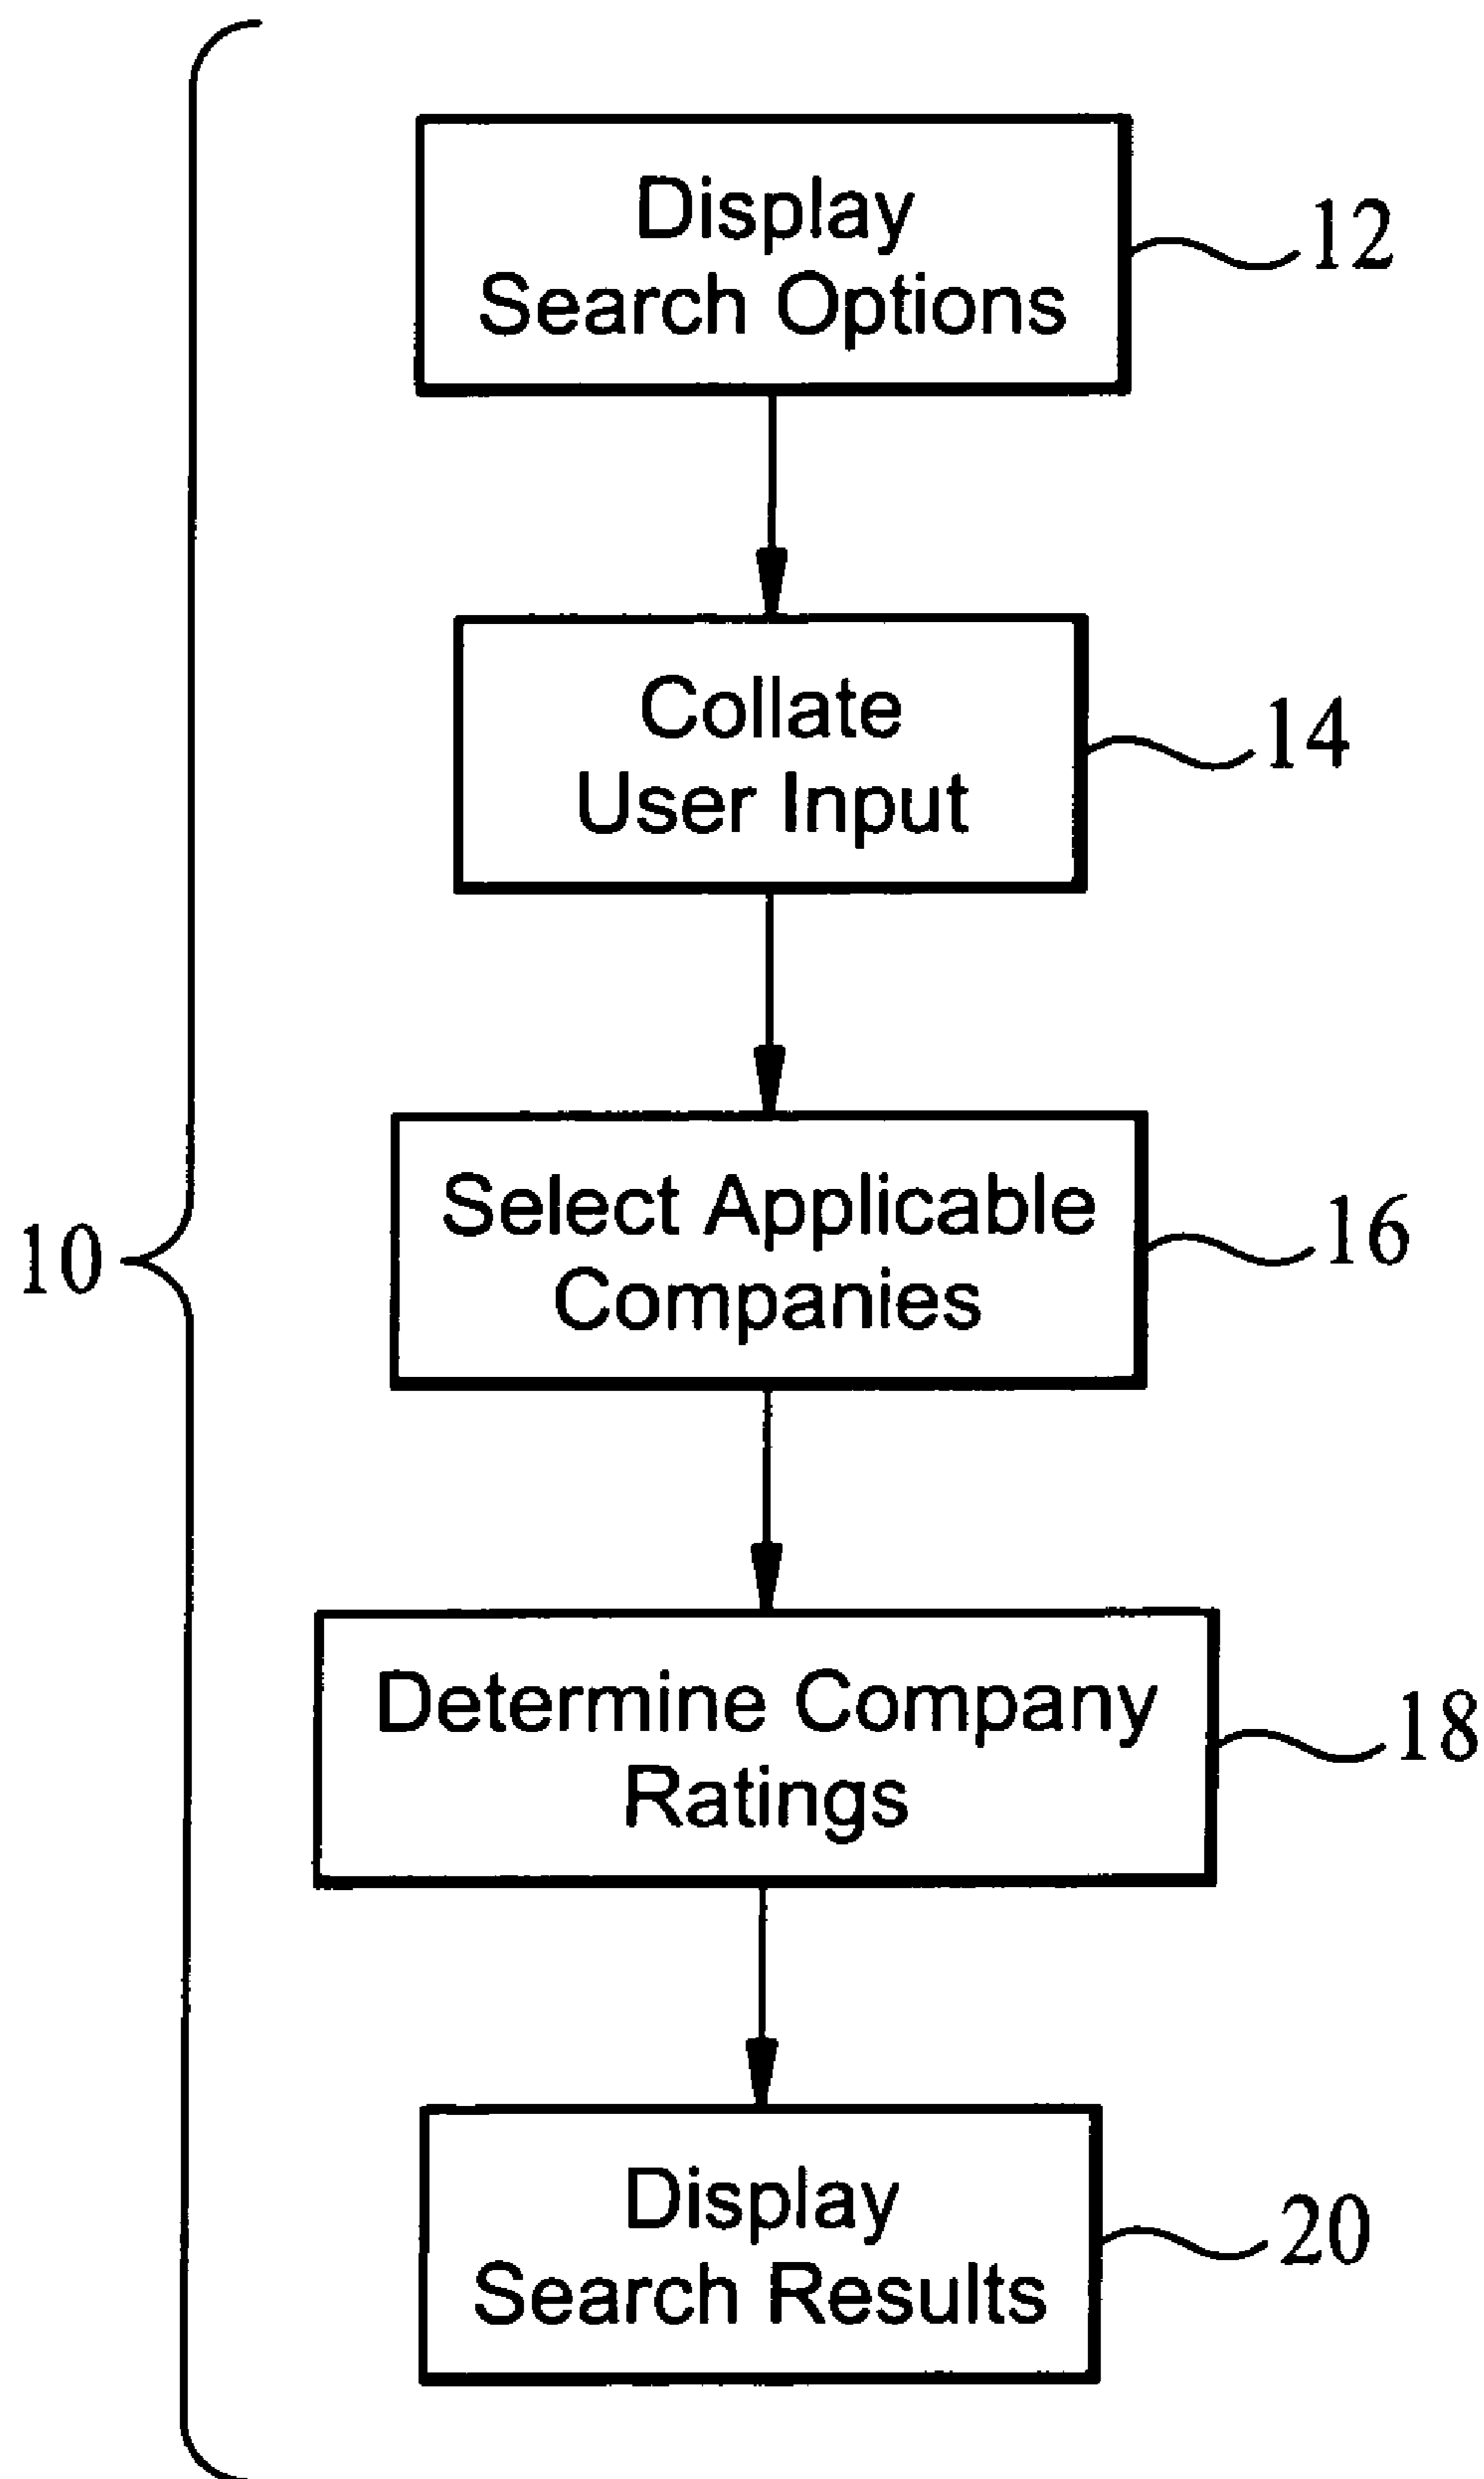 Display
Search Options
12
Collate
User Input
14
10
Select Applicable
Companies
16
Determine Company
Ratings
18
Display
Search Results
20